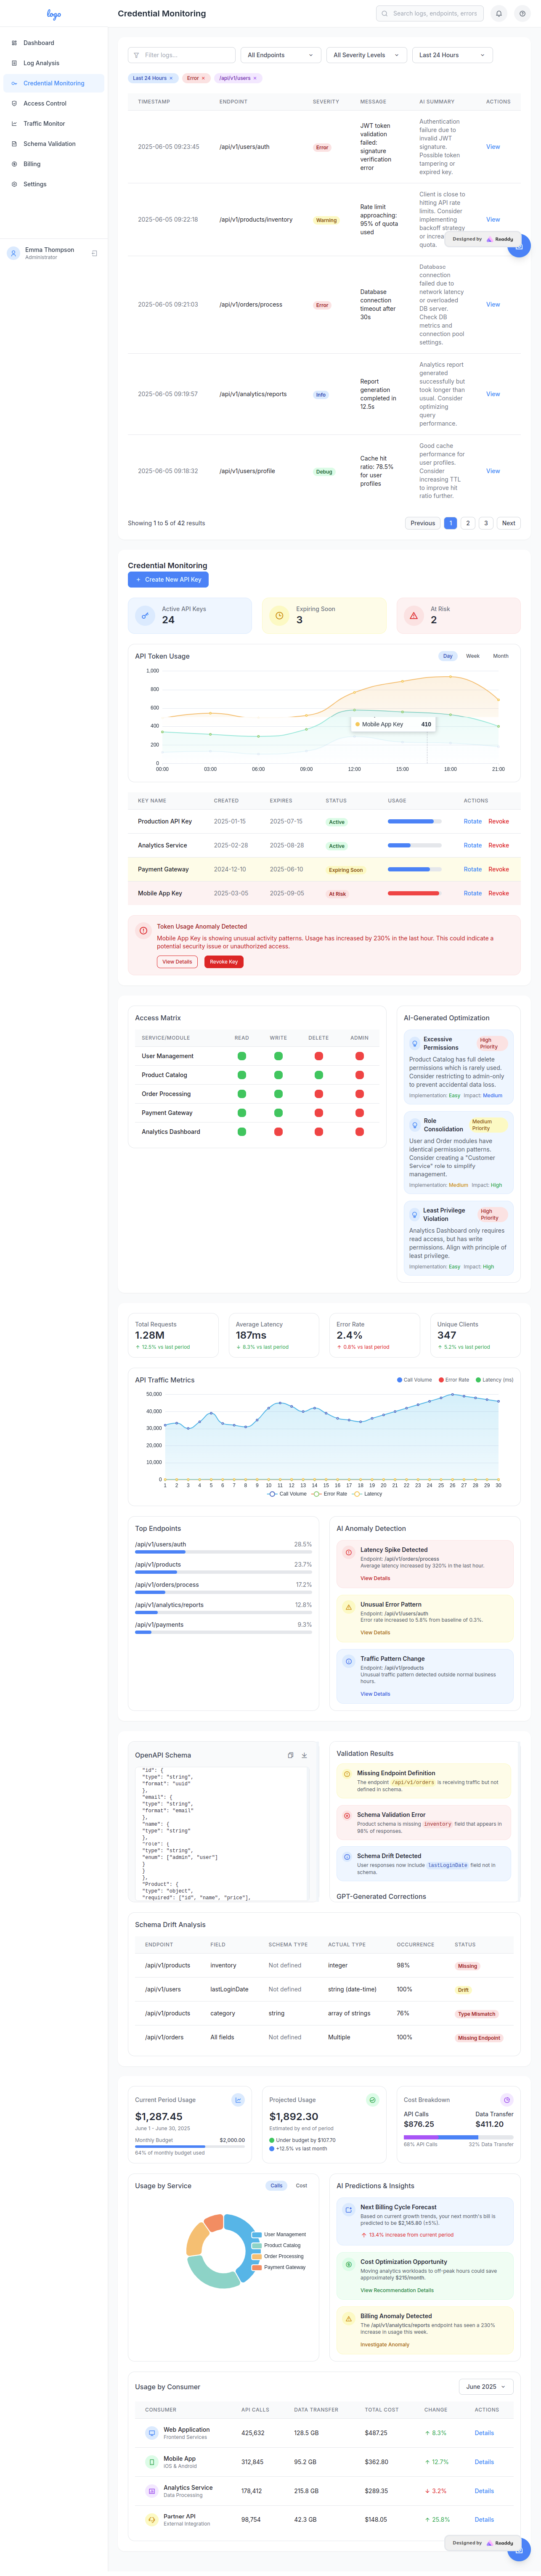 logo
Credential Monitoring
Search logs, endpoints, errors
Dashboard
Log Analysis
Credential Monitoring
Access Control
Traffic Monitor
Schema Validation
Billing
Settings
Emma Thompson
Administrator
Filter logs...
All Endpoints
All Severity Levels
Last 24 Hours
Last 24 Hours ×
Error ×
/api/v1/users ×
TIMESTAMP ENDPOINT SEVERITY MESSAGE AI SUMMARY ACTIONS
2025-06-05 09:23:45 /api/v1/users/auth Error
JWT token
validation
failed:
signature
verification
error
Authentication
failure due to
invalid JWT
signature.
Possible token
tampering or
expired key.
View
2025-06-05 09:22:18 /api/v1/products/inventory Warning
Rate limit
approaching:
95% of quota
used
Client is close to
hitting API rate
limits. Consider
implementing
backoff strategy
or increa
quota.
View
Designed by Readdy
2025-06-05 09:21:03 /api/v1/orders/process Error
Database
connection
timeout after
30s
Database
connection
failed due to
network latency
or overloaded
DB server.
Check DB
metrics and
connection pool
settings.
View
2025-06-05 09:19:57 /api/v1/analytics/reports Info
Report
generation
completed in
12.5s
Analytics report
generated
successfully but
took longer than
usual. Consider
optimizing
query
performance.
View
2025-06-05 09:18:32 /api/v1/users/profile Debug
Cache hit
ratio: 78.5%
for user
profiles
Good cache
performance for
user profiles.
Consider
increasing TTL
to improve hit
ratio further.
View
Showing 1 to 5 of 42 results
Previous 1 2 3 Next
Credential Monitoring
+ Create New API Key
Active API Keys
24
Expiring Soon
3
At Risk
2
API Token Usage
Day Week Month
1,000
800
600
400
200
0
Mobile App Key 410
00:00 03:00 06:00 09:00 12:00 15:00 18:00 21:00
KEY NAME CREATED EXPIRES STATUS USAGE ACTIONS
Production API Key 2025-01-15 2025-07-15 Active Rotate Revoke
Analytics Service 2025-02-28 2025-08-28 Active Rotate Revoke
Payment Gateway 2024-12-10 2025-06-10 Expiring Soon Rotate Revoke
Mobile App Key 2025-03-05 2025-09-05 At Risk Rotate Revoke
Token Usage Anomaly Detected
Mobile App Key is showing unusual activity patterns. Usage has increased by 230% in the last hour. This could indicate a
potential security issue or unauthorized access.
View Details
Revoke Key
Access Matrix
SERVICE/MODULE READ WRITE DELETE ADMIN
User Management
Product Catalog
Order Processing
Payment Gateway
Analytics Dashboard
AI-Generated Optimization
Excessive
Permissions
High
Priority
Product Catalog has full delete
permissions which is rarely used.
Consider restricting to admin-only
to prevent accidental data loss.
Implementation: Easy Impact: Medium
Role
Consolidation
Medium
Priority
User and Order modules have
identical permission patterns.
Consider creating a "Customer
Service" role to simplify
management.
Implementation: Medium Impact: High
Least Privilege
Violation
High
Priority
Analytics Dashboard only requires
read access, but has write
permissions. Align with principle of
least privilege.
Implementation: Easy Impact: High
Total Requests
1.28M
↑ 12.5% vs last period
Average Latency
187ms
↓ 8.3% vs last period
Error Rate
2.4%
↑ 0.8% vs last period
Unique Clients
347
↑ 5.2% vs last period
API Traffic Metrics
Call Volume Error Rate Latency (ms)
50,000
40,000
30,000
20,000
10,000
0
1 2 3 4 5 6 7 8 9 10 11 12 13 14 15 16 17 18 19 20 21 22 23 24 25 26 27 28 29 30
Call Volume Error Rate Latency
Top Endpoints
/api/v1/users/auth 28.5%
/api/v1/products 23.7%
/api/v1/orders/process 17.2%
/api/v1/analytics/reports 12.8%
/api/v1/payments 9.3%
AI Anomaly Detection
Latency Spike Detected
Endpoint: /api/v1/orders/process
Average latency increased by 320% in the last hour.
View Details
Unusual Error Pattern
Endpoint: /api/v1/users/auth
Error rate increased to 5.8% from baseline of 0.3%.
View Details
Traffic Pattern Change
Endpoint: /api/v1/products
Unusual traffic pattern detected outside normal business
hours.
View Details
OpenAPI Schema
"id": {
"type": "string",
"format": "uuid"
},
"email": {
"type": "string",
"format": "email"
},
"name": {
"type": "string"
},
"role": {
"type": "string",
"enum": ["admin", "user"]
}
}
},
"Product": {
"type": "object",
"required": ["id", "name", "price"],
Validation Results
Missing Endpoint Definition
The endpoint /api/v1/orders is receiving traffic but not
defined in schema.
Schema Validation Error
Product schema is missing inventory field that appears in
98% of responses.
Schema Drift Detected
User responses now include lastLoginDate field not in
schema.
GPT-Generated Corrections
Schema Drift Analysis
ENDPOINT FIELD SCHEMA TYPE ACTUAL TYPE OCCURRENCE STATUS
/api/v1/products inventory Not defined integer 98% Missing
/api/v1/users lastLoginDate Not defined string (date-time) 100% Drift
/api/v1/products category string array of strings 76% Type Mismatch
/api/v1/orders All fields Not defined Multiple 100% Missing Endpoint
Current Period Usage
$1,287.45
June 1 - June 30, 2025
Monthly Budget $2,000.00
64% of monthly budget used
Projected Usage
$1,892.30
Estimated by end of period
Under budget by $107.70
+12.5% vs last month
Cost Breakdown
API Calls Data Transfer
$876.25 $411.20
68% API Calls 32% Data Transfer
Usage by Service
Calls Cost
User Management
Product Catalog
Order Processing
Payment Gateway
AI Predictions & Insights
Next Billing Cycle Forecast
Based on current growth trends, your next month's bill is
predicted to be $2,145.80 (±5%).
↑ 13.4% increase from current period
Cost Optimization Opportunity
Moving analytics workloads to off-peak hours could save
approximately $215/month.
View Recommendation Details
Billing Anomaly Detected
The /api/v1/analytics/reports endpoint has seen a 230%
increase in usage this week.
Investigate Anomaly
Usage by Consumer
June 2025
CONSUMER API CALLS DATA TRANSFER TOTAL COST CHANGE ACTIONS
Web Application
Frontend Services
425,632 128.5 GB $487.25 ↑ 8.3% Details
Mobile App
iOS & Android
312,845 95.2 GB $362.80 ↑ 12.7% Details
Analytics Service
Data Processing
178,412 215.8 GB $289.35 ↓ 3.2% Details
Partner API
External Integration
98,754 42.3 GB $148.05 ↑ 25.8% Details
Designed by Readdy